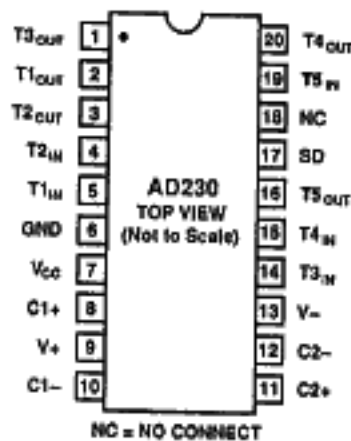 T3OUT 1 20 T4OUT
T1OUT 2 19 T5IN
T2OUT 3 18 NC
T2IN 4 17 SD
T1IN 5 AD230 16 T5OUT
GND 6 TOP VIEW 15 T4IN
(Not to Scale)
VCC 7 14 T3IN
C1+ 8 13 V−
V+ 9 12 C2−
C1− 10 11 C2+
NC = NO CONNECT